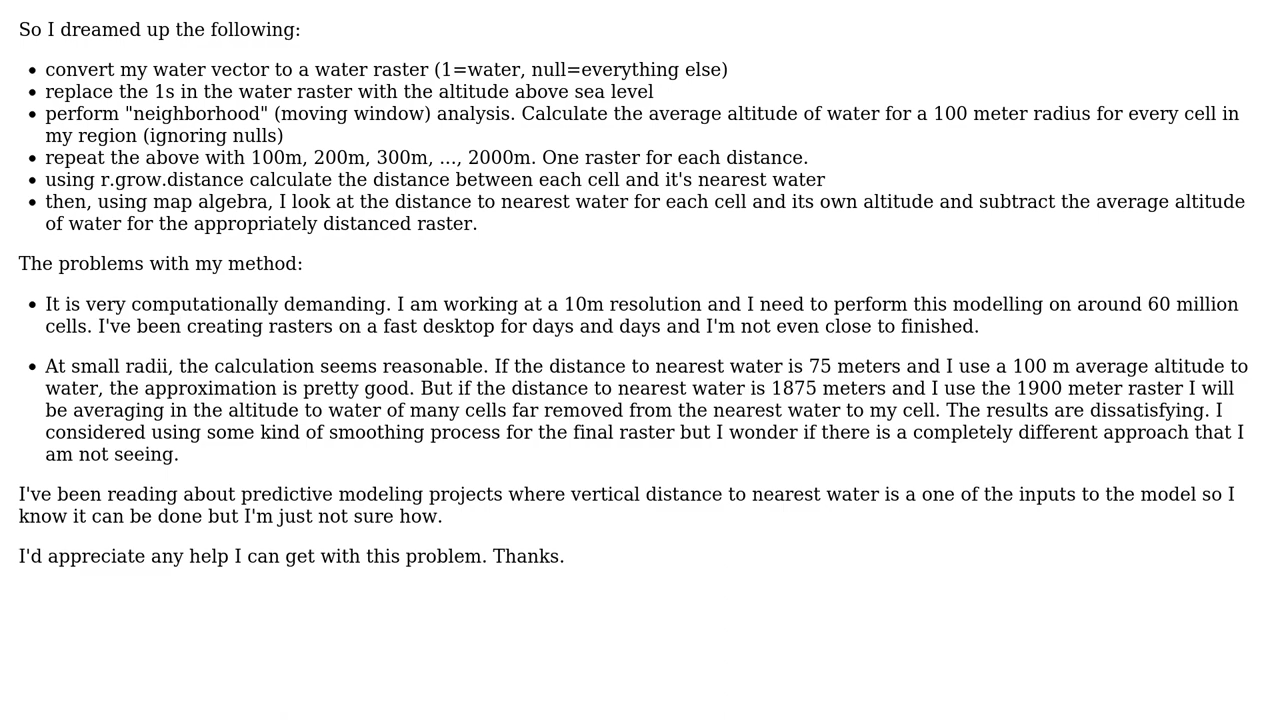 So I dreamed up the following:
• convert my water vector to a water raster (1=water, null=everything else)
• replace the 1s in the water raster with the altitude above sea level
• perform "neighborhood" (moving window) analysis. Calculate the average altitude of water for a 100 meter radius for every cell in
my region (ignoring nulls)
• repeat the above with 100m, 200m, 300m, ..., 2000m. One raster for each distance.
• using r.grow.distance calculate the distance between each cell and it's nearest water
• then, using map algebra, I look at the distance to nearest water for each cell and its own altitude and subtract the average altitude
of water for the appropriately distanced raster.
The problems with my method:
• It is very computationally demanding. I am working at a 10m resolution and I need to perform this modelling on around 60 million
cells. I've been creating rasters on a fast desktop for days and days and I'm not even close to finished.
• At small radii, the calculation seems reasonable. If the distance to nearest water is 75 meters and I use a 100 m average altitude to
water, the approximation is pretty good. But if the distance to nearest water is 1875 meters and I use the 1900 meter raster I will
be averaging in the altitude to water of many cells far removed from the nearest water to my cell. The results are dissatisfying. I
considered using some kind of smoothing process for the final raster but I wonder if there is a completely different approach that I
am not seeing.
I've been reading about predictive modeling projects where vertical distance to nearest water is a one of the inputs to the model so I
know it can be done but I'm just not sure how.
I'd appreciate any help I can get with this problem. Thanks.